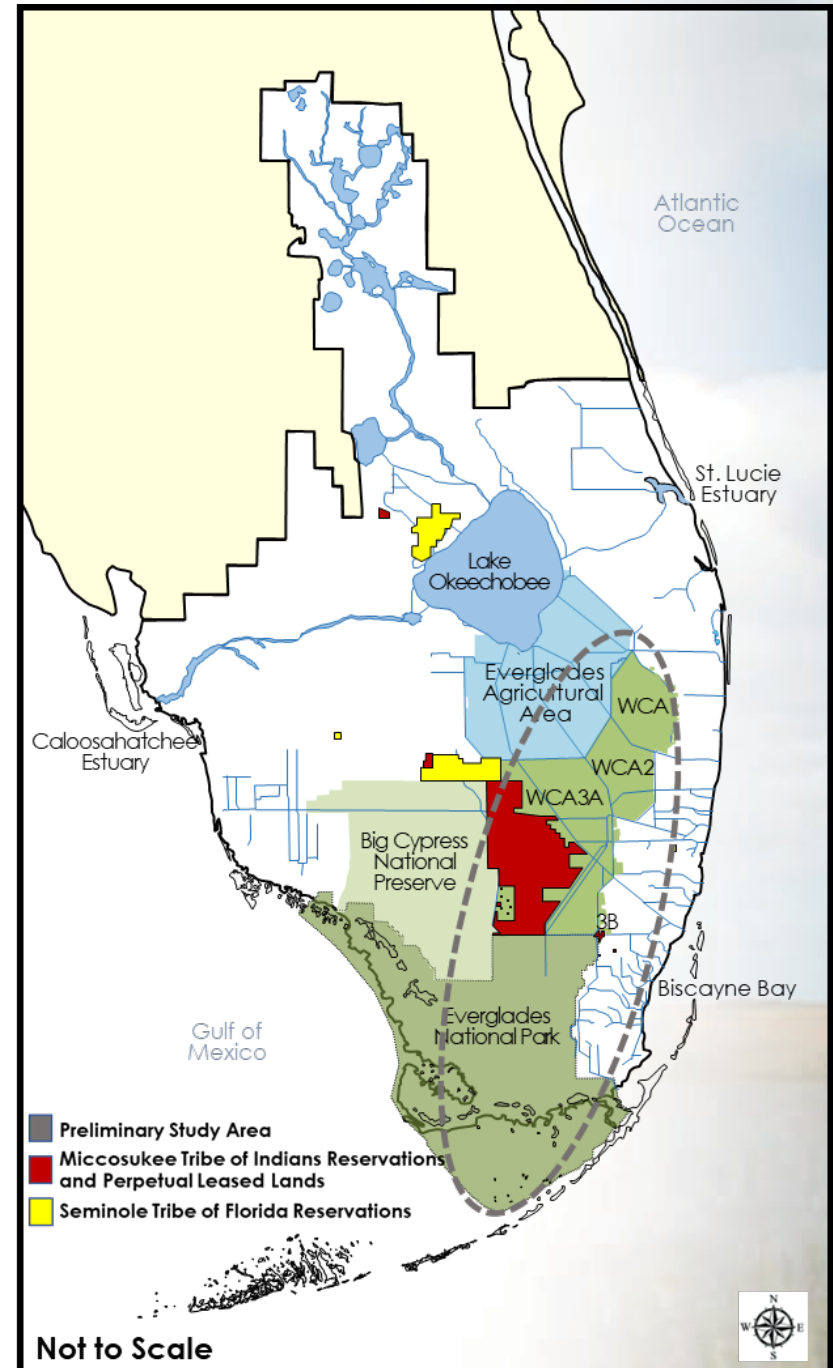 Atlantic
Ocean
St. Lucie
Estuary
Lake
Okeechobee
Everglades
Agricultural
Area
WCA
WCA2
WCA3A
Caloosahatchee
Estuary
Big Cypress
National
Preserve
3B
Biscayne Bay
Everglades
National Park
Gulf of
Mexico
Preliminary Study Area
Miccosukee Tribe of Indians Reservations
and Perpetual Leased Lands
Seminole Tribe of Florida Reservations
N
W E
S
Not to Scale